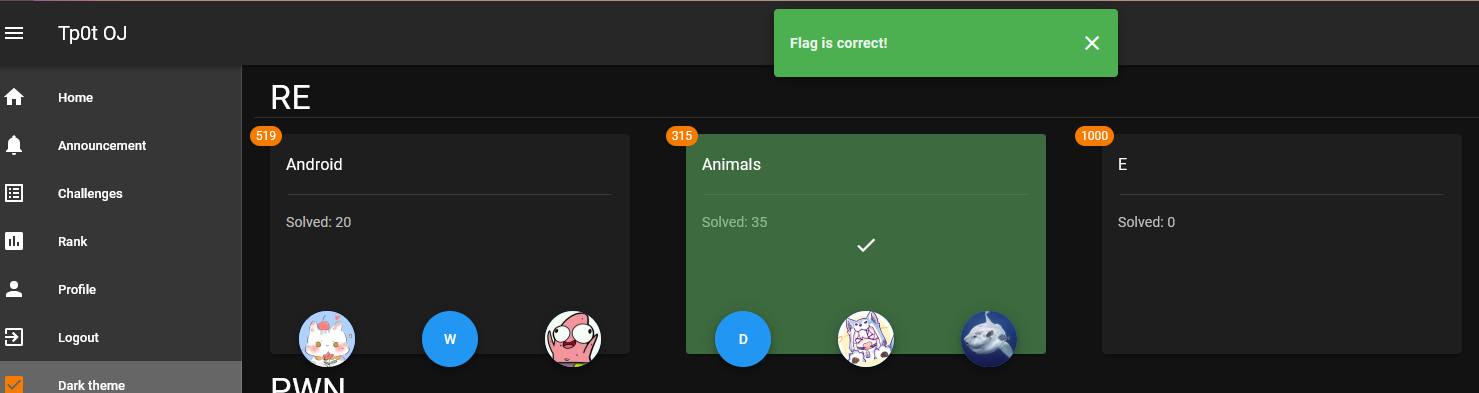 Tp0t OJ
Flag is correct!
Home
Announcement
Challenges
Rank
Profile
Logout
Dark theme
RE
519
Android
Solved: 20
W
315
Animals
Solved: 35
D
1000
E
Solved: 0
PWN